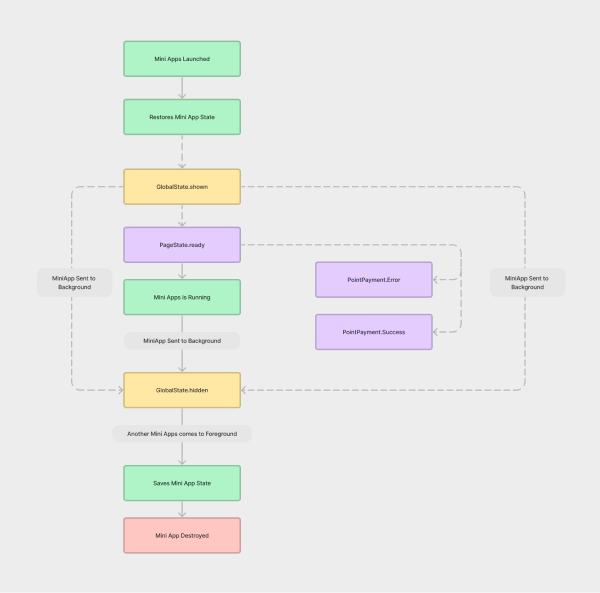 Mini Apps Launched
Restores Mini App State
GlobalState.shown
PageState.ready
MiniApp Sent to
Background
PointPayment.Error
MiniApp Sent to
Background
Mini Apps is Running
PointPayment.Success
MiniApp Sent to Background
GlobalState.hidden
Another Mini Apps comes to Foreground
Saves Mini App State
Mini App Destroyed